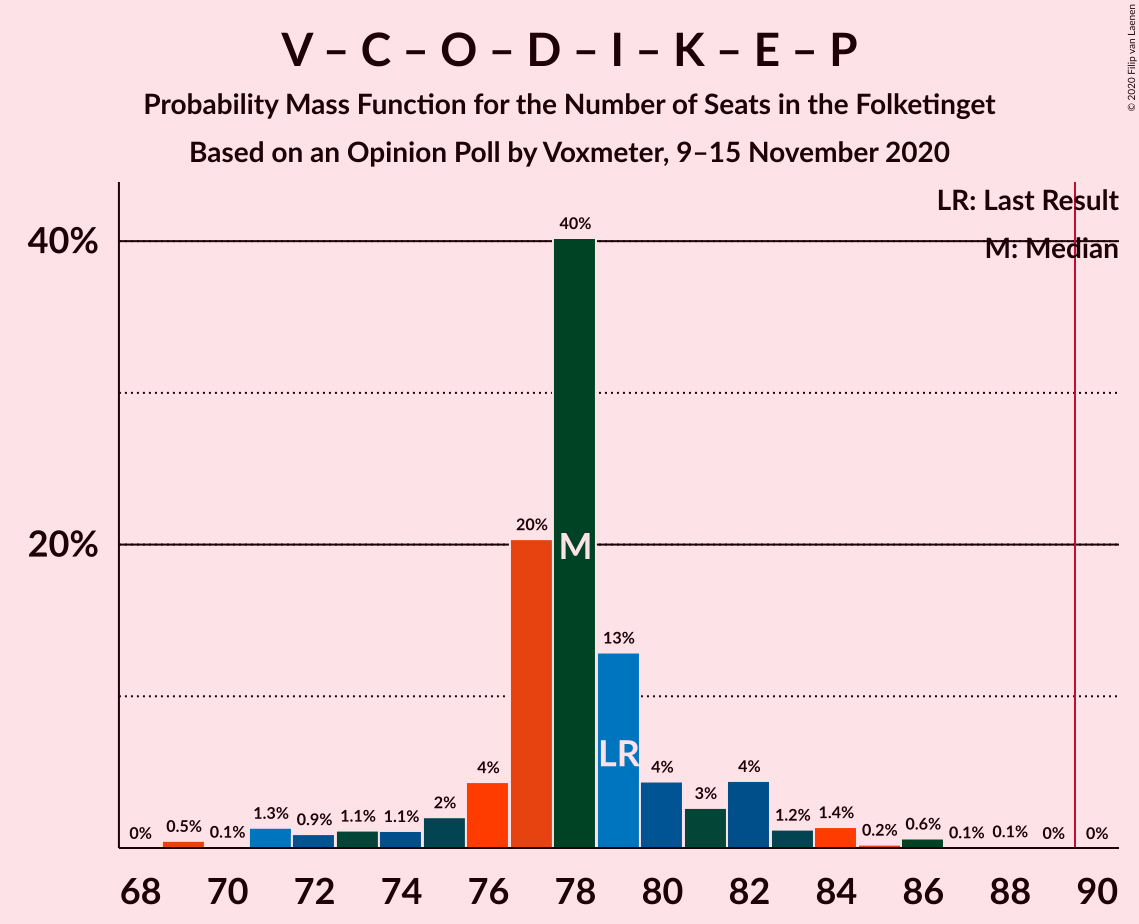 V – C – O – D – I – K – E – P
Probability Mass Function for the Number of Seats in the Folketinget
Based on an Opinion Poll by Voxmeter, 9–15 November 2020
© 2020 Filip van Laenen
LR: Last Result
M: Median
40%
20%
0%
0.5%
0.1%
1.3%
0.9%
1.1%
1.1%
2%
4%
20%
40%
13%
4%
3%
4%
1.2%
1.4%
0.2%
0.6%
0.1%
0.1%
0%
0%
M
LR
68 70 72 74 76 78 80 82 84 86 88 90